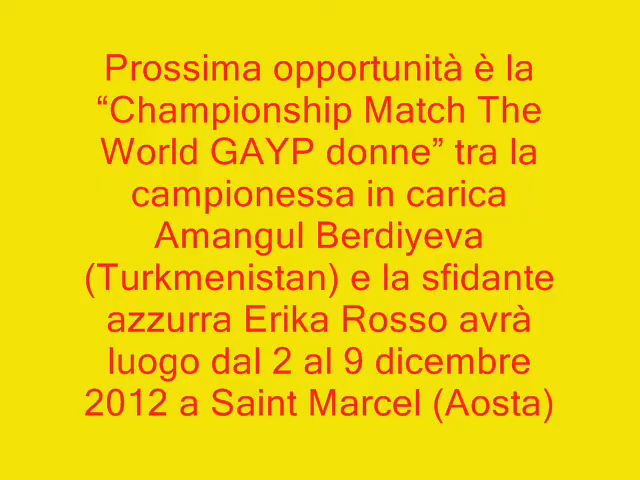 Prossima opportunità è la
“Championship Match The
World GAYP donne” tra la
campionessa in carica
Amangul Berdiyeva
(Turkmenistan) e la sfidante
azzurra Erika Rosso avrà
luogo dal 2 al 9 dicembre
2012 a Saint Marcel (Aosta)